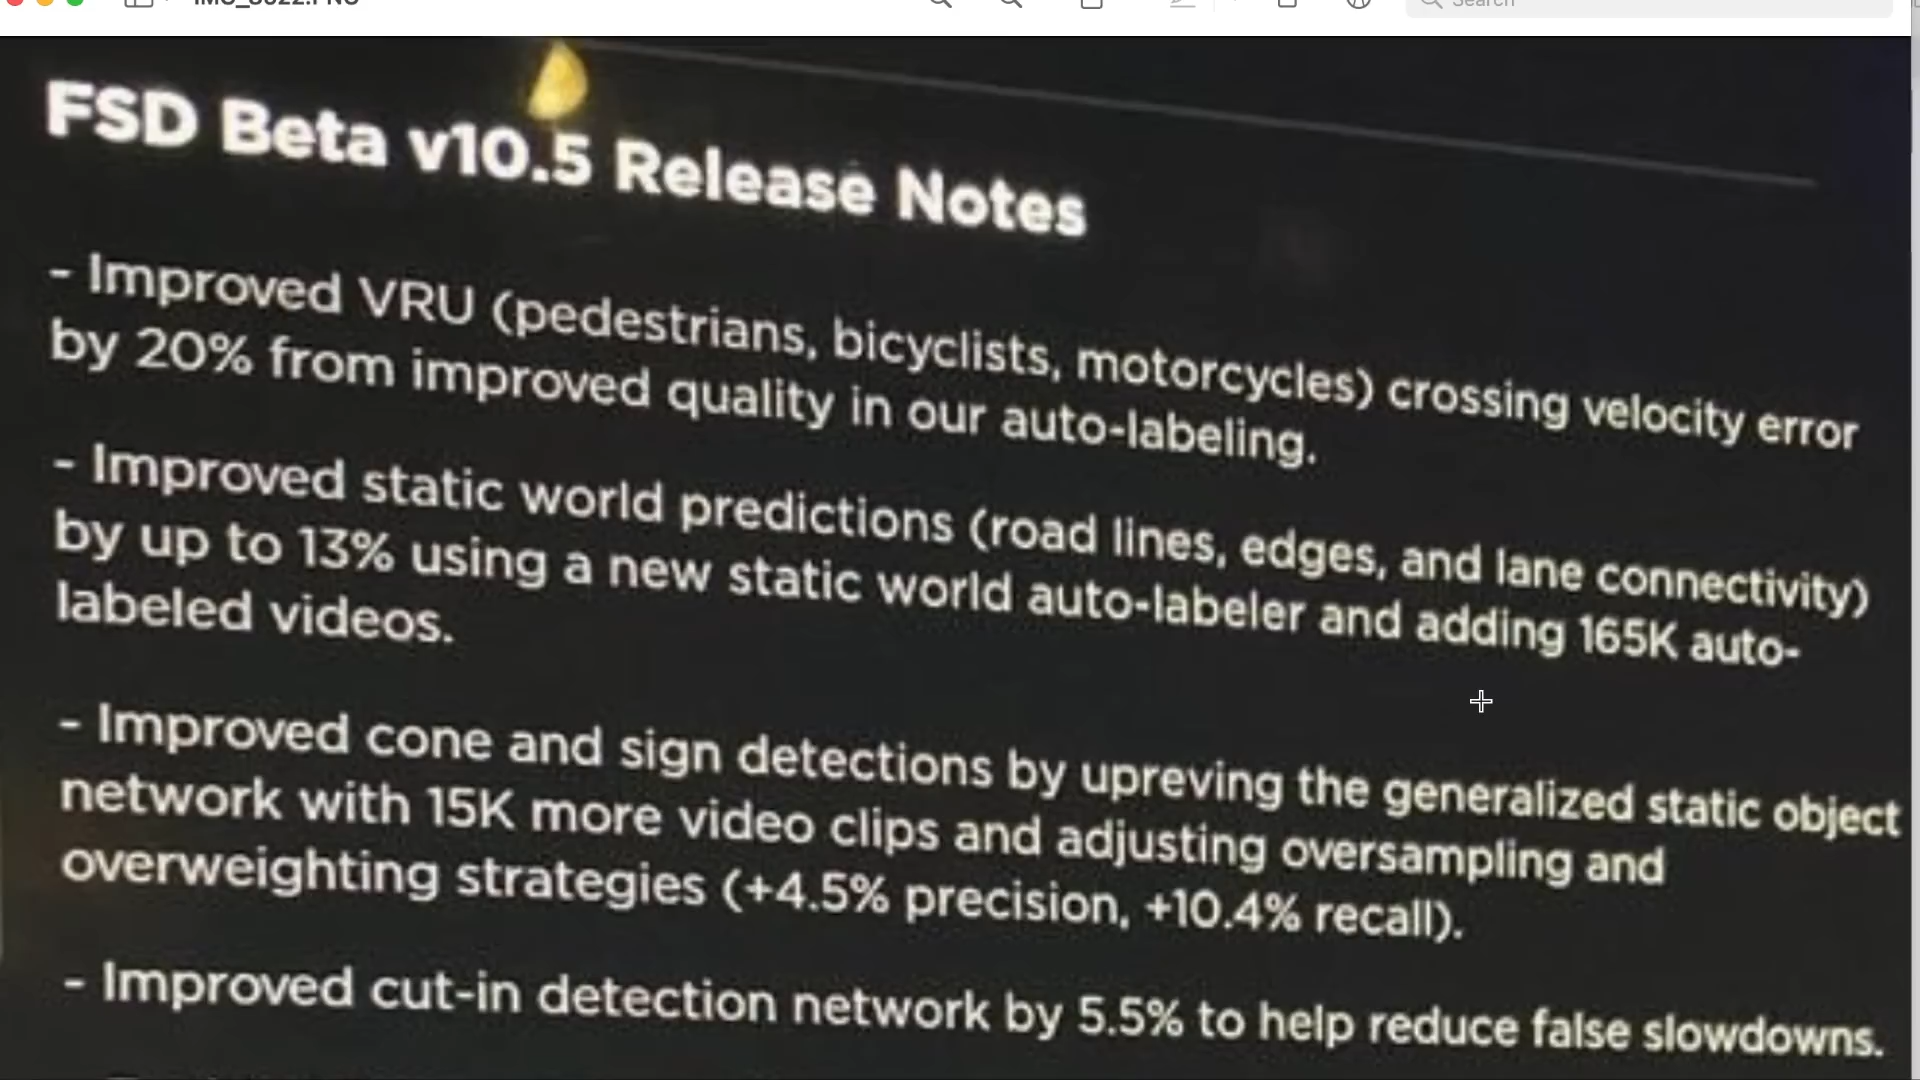 Search
FSD Beta v10.5 Release Notes
- Improved VRU (pedestrians, bicyclists, motorcycles) crossing velocity error
by 20% from improved quality in our auto-labeling.
- Improved static world predictions (road lines, edges, and lane connectivity)
by up to 13% using a new static world auto-labeler and adding 165K auto-
labeled videos.
- Improved cone and sign detections by upreving the generalized static object
network with 15K more video clips and adjusting oversampling and
overweighting strategies (+4.5% precision, +10.4% recall).
- Improved cut-in detection network by 5.5% to help reduce false slowdowns.